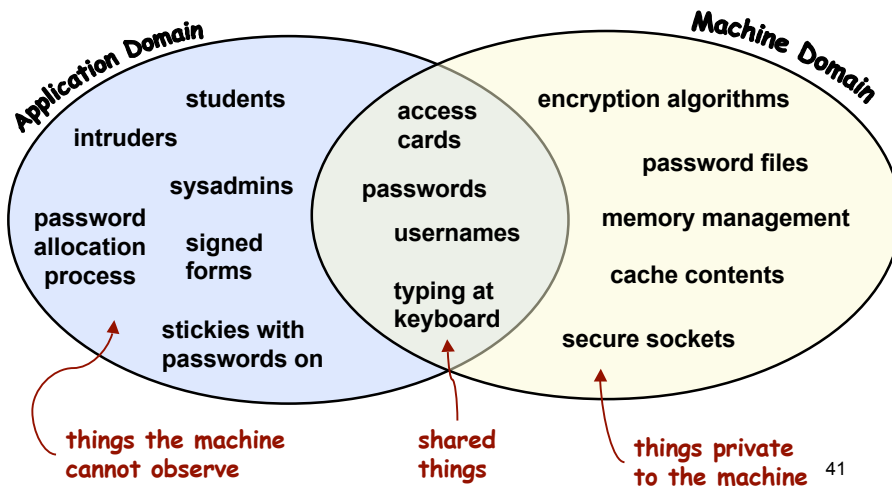 Application Domain
Machine Domain
students
intruders
sysadmins
password
allocation
process
signed
forms
stickies with
passwords on
access
cards
passwords
usernames
typing at
keyboard
encryption algorithms
password files
memory management
cache contents
secure sockets
things the machine
cannot observe
shared
things
things private
to the machine
41